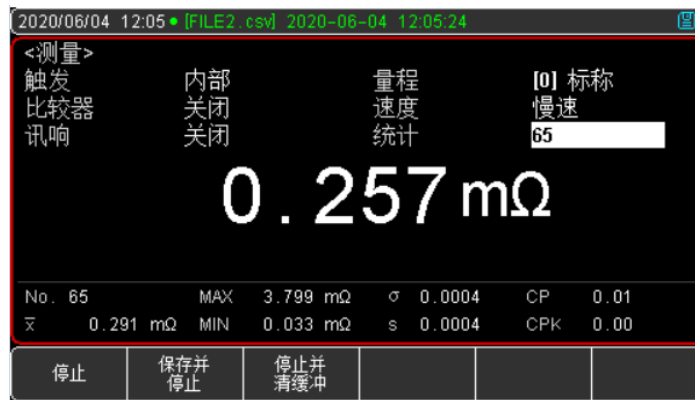 2020/06/04 12:05 [FILE2.csv] 2020-06-04 12:05:24
<测量>
触发 内部 量程 [0] 标称
比较器 关闭 速度 慢速
讯响 关闭 统计 65
0.257mΩ
No. 65 MAX 3.799 mΩ σ 0.0004 CP 0.01
x̅ 0.291 mΩ MIN 0.033 mΩ s 0.0004 CPK 0.00
停止 保存并 停止并
停止 清缓冲